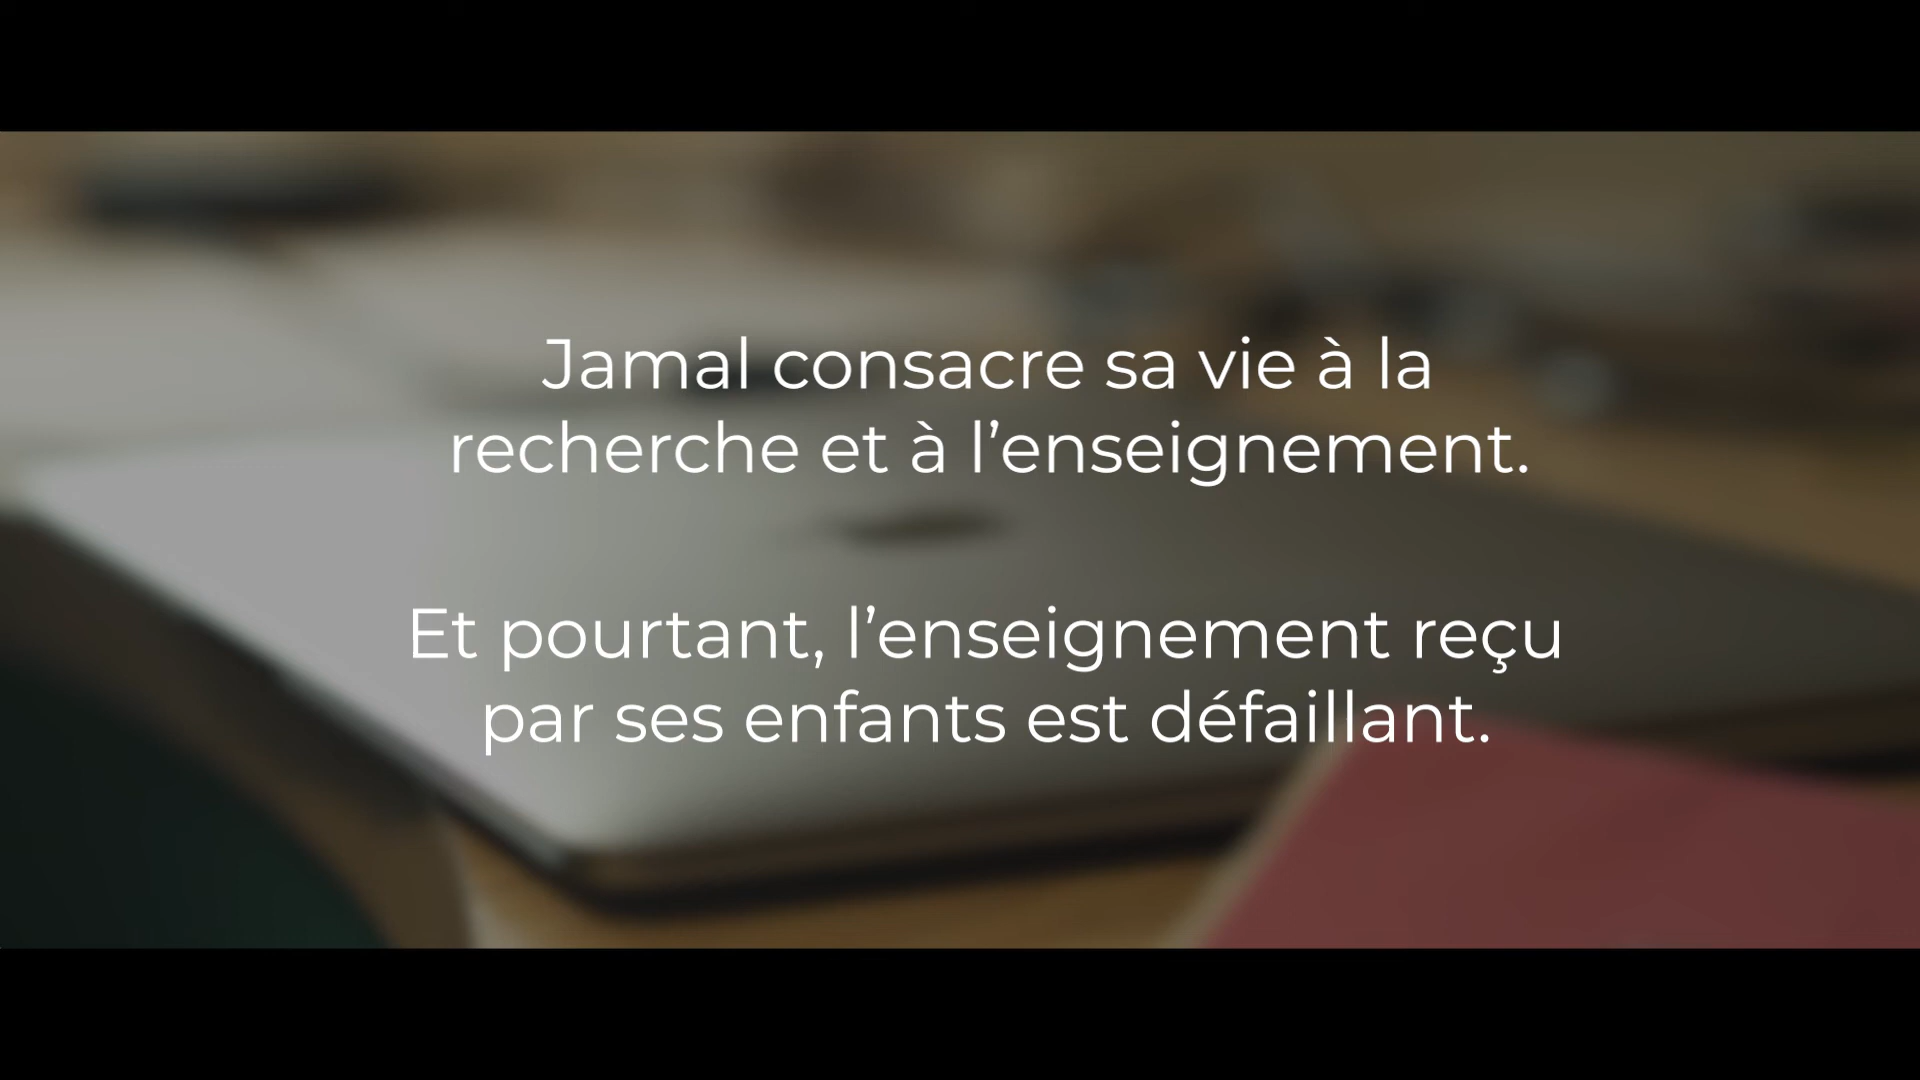 Jamal consacre sa vie à la
recherche et à l’enseignement.
Et pourtant, l’enseignement reçu
par ses enfants est défaillant.